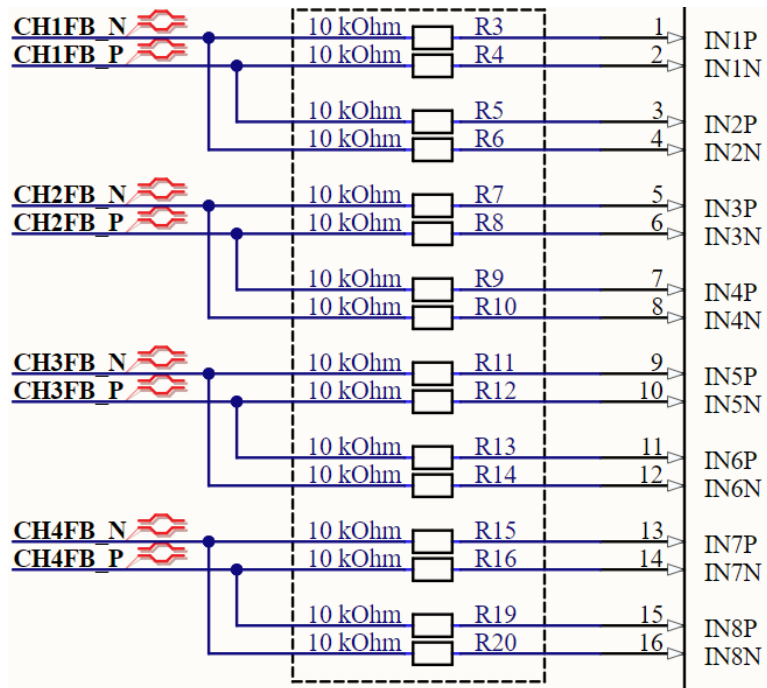 CH1FB_N 10 kOhm R3 1 IN1P
CH1FB_P 10 kOhm R4 2 IN1N
10 kOhm R5 3 IN2P
10 kOhm R6 4 IN2N
CH2FB_N 10 kOhm R7 5 IN3P
CH2FB_P 10 kOhm R8 6 IN3N
10 kOhm R9 7 IN4P
10 kOhm R10 8 IN4N
CH3FB_N 10 kOhm R11 9 IN5P
CH3FB_P 10 kOhm R12 10 IN5N
10 kOhm R13 11 IN6P
10 kOhm R14 12 IN6N
CH4FB_N 10 kOhm R15 13 IN7P
CH4FB_P 10 kOhm R16 14 IN7N
10 kOhm R19 15 IN8P
10 kOhm R20 16 IN8N